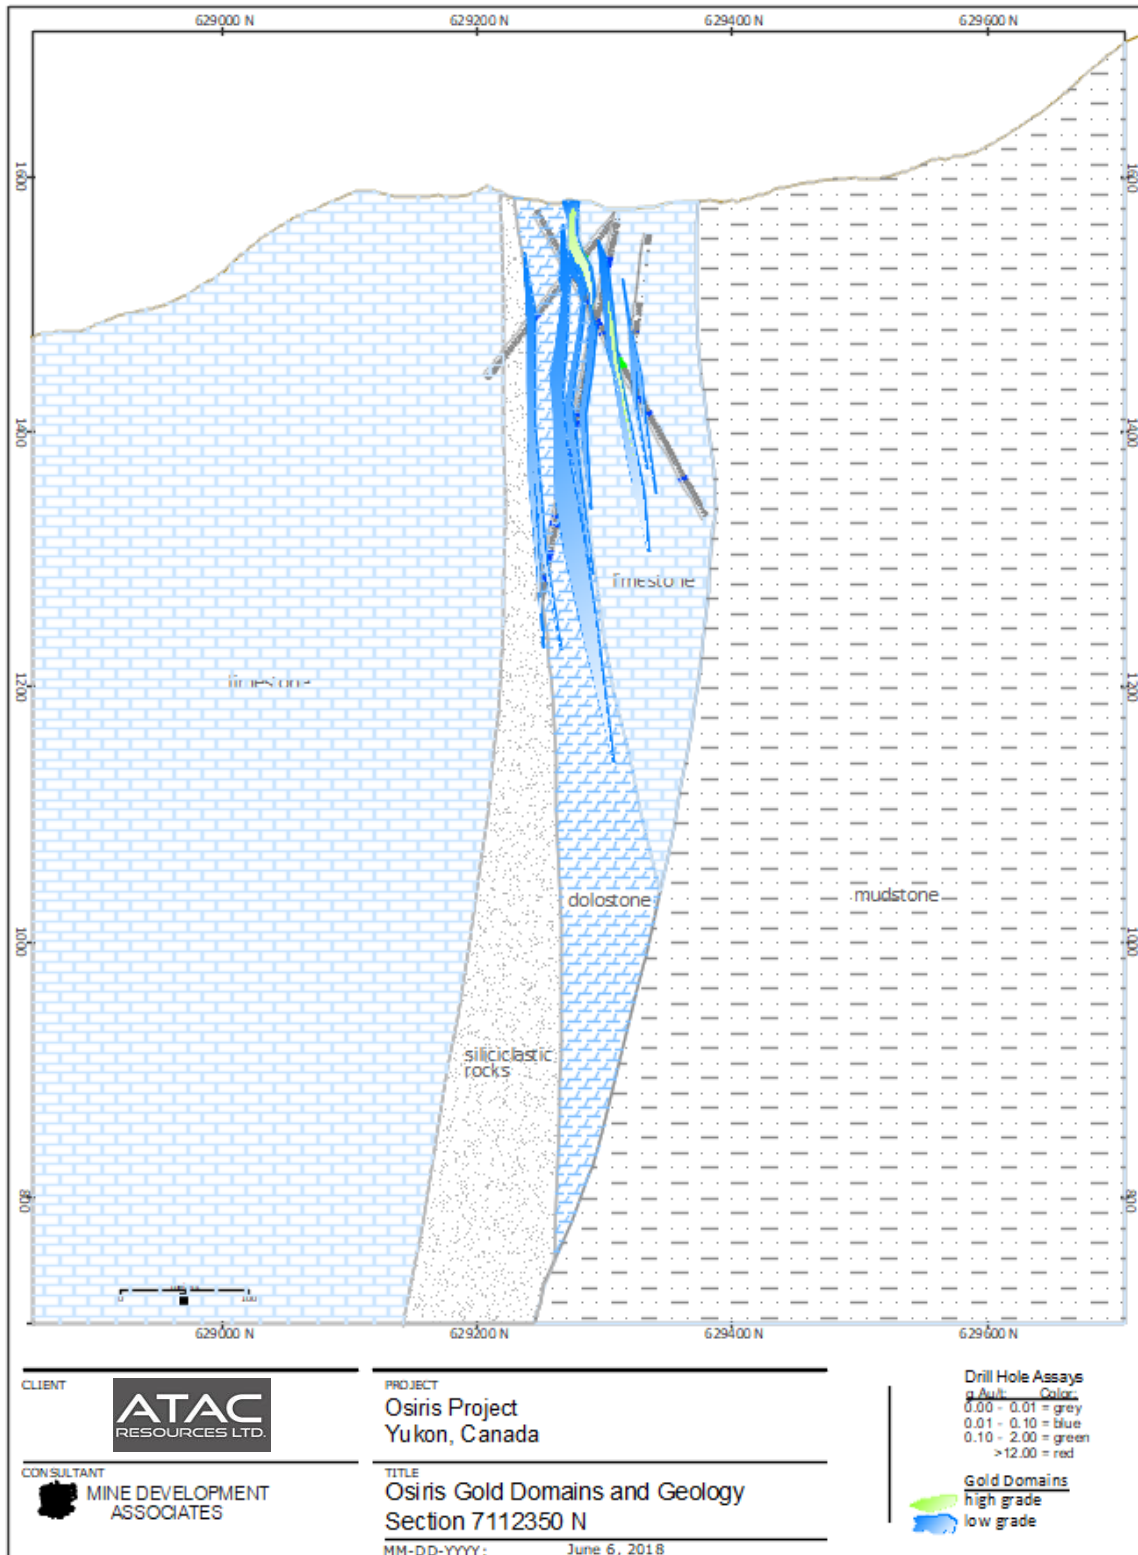 629000 N 629200 N 629400 N 629600 N
1600 1600
1400 1400
limestone
limestone
1200 1200
dolostone
mudstone
1000 1000
siliciclastic
rocks
800 800
0 100
629000 N 629200 N 629400 N 629600 N
CLIENT
ATAC
RESOURCES LTD.
PROJECT
Osiris Project
Yukon, Canada
CONSULTANT
MINE DEVELOPMENT
ASSOCIATES
TITLE
Osiris Gold Domains and Geology
Section 7112350 N
MM-DD-YYYY: June 6, 2018
Drill Hole Assays
g Au/t: Color:
0.00 - 0.01 = grey
0.01 - 0.10 = blue
0.10 - 2.00 = green
>12.00 = red
Gold Domains
high grade
low grade